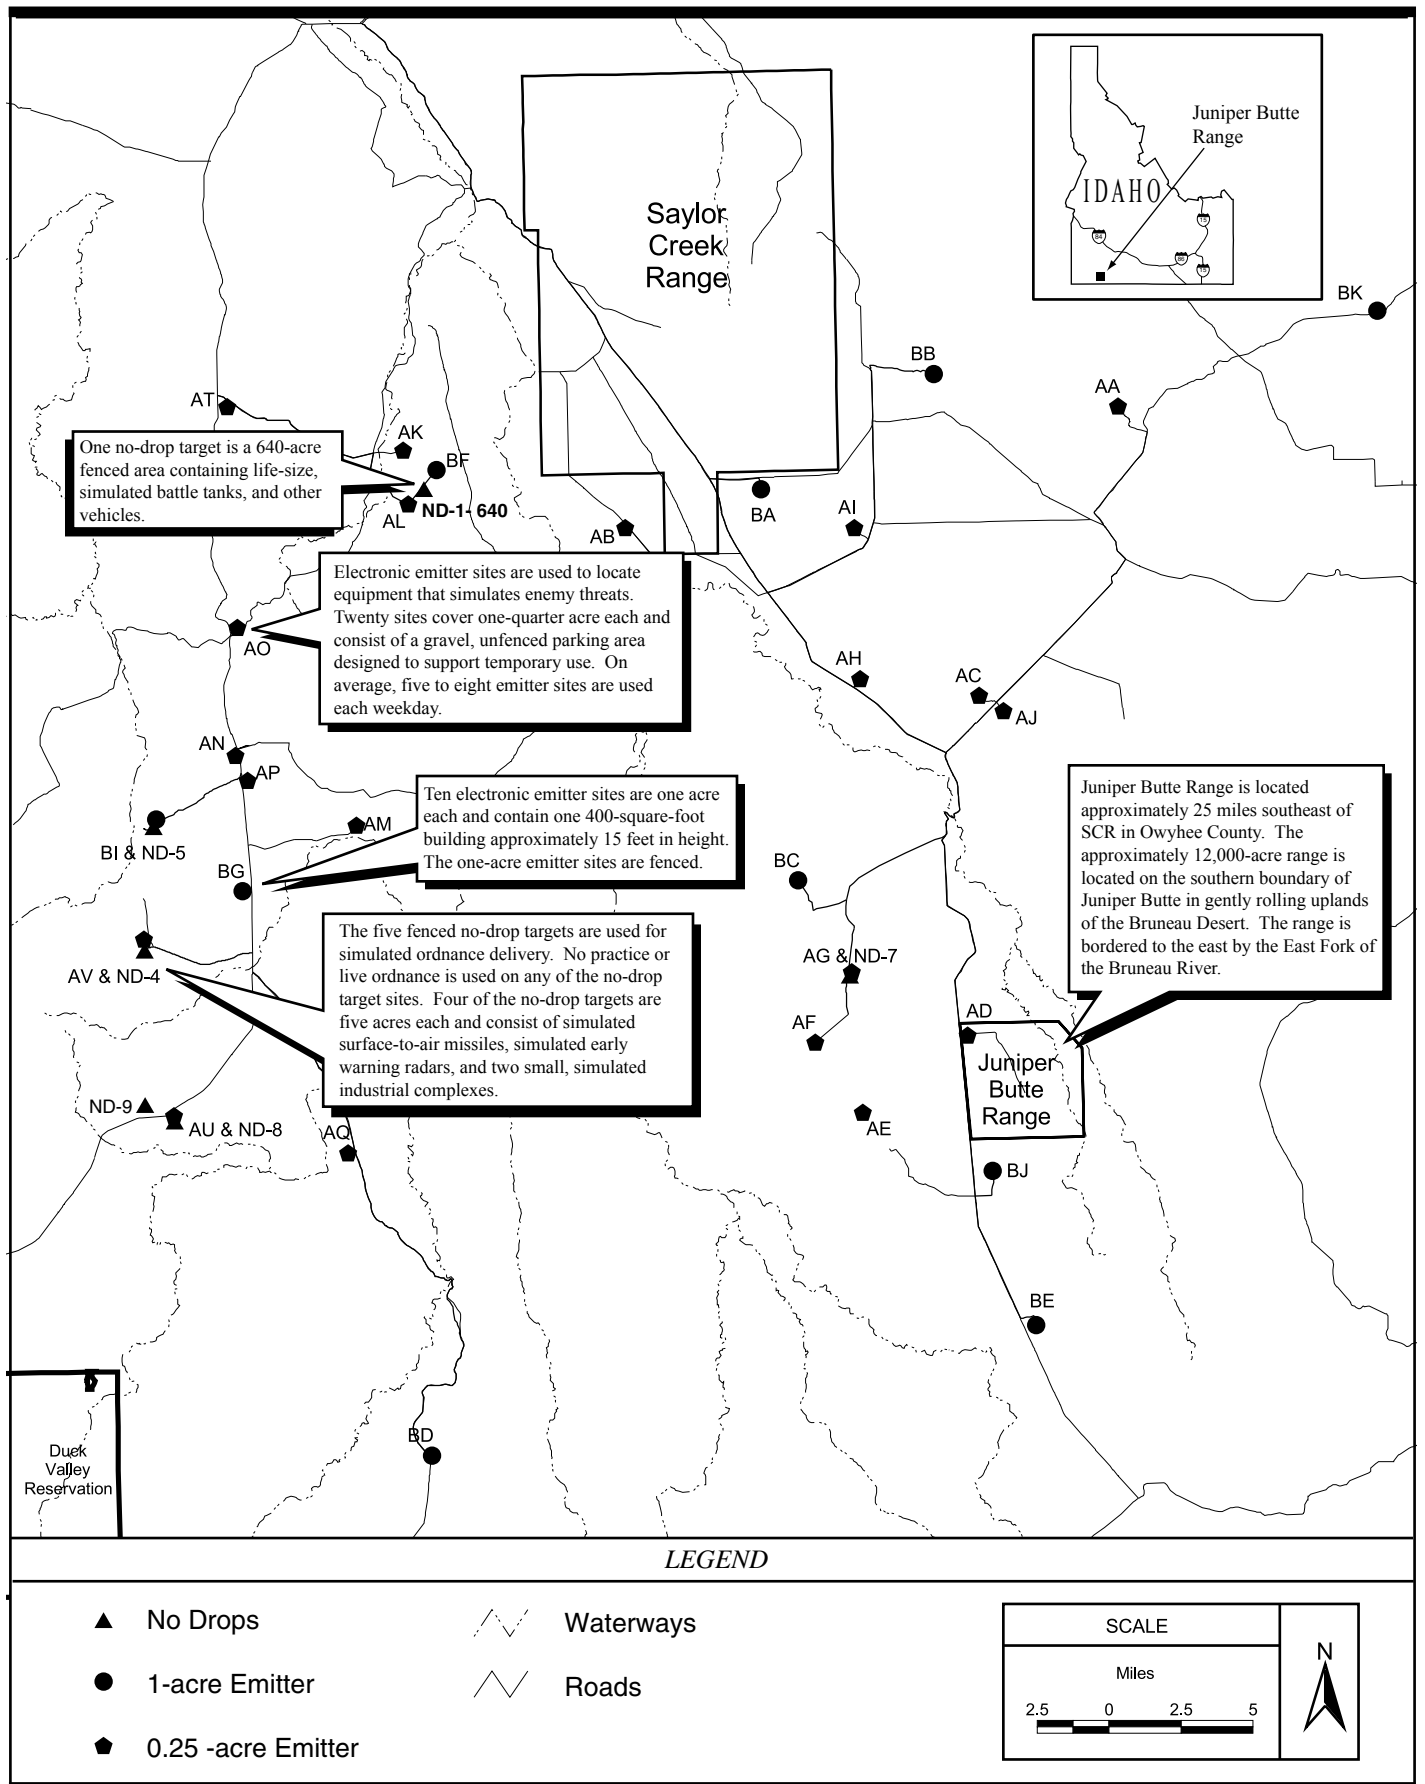 Juniper Butte
Range
IDAHO
84
15
86
15
Saylor
Creek
Range
BK
BB
AA
AT
AK
BF
One no-drop target is a 640-acre
fenced area containing life-size,
simulated battle tanks, and other
vehicles.
AL
ND-1- 640
AB
BA
AI
Electronic emitter sites are used to locate
equipment that simulates enemy threats.
Twenty sites cover one-quarter acre each and
consist of a gravel, unfenced parking area
designed to support temporary use.  On
average, five to eight emitter sites are used
each weekday.
AO
AH
AC
AJ
AN
AP
Ten electronic emitter sites are one acre
each and contain one 400-square-foot
building approximately 15 feet in height.
The one-acre emitter sites are fenced.
AM
BI & ND-5
BG
BC
Juniper Butte Range is located
approximately 25 miles southeast of
SCR in Owyhee County.  The
approximately 12,000-acre range is
located on the southern boundary of
Juniper Butte in gently rolling uplands
of the Bruneau Desert.  The range is
bordered to the east by the East Fork of
the Bruneau River.
The five fenced no-drop targets are used for
simulated ordnance delivery.  No practice or
live ordnance is used on any of the no-drop
target sites.  Four of the no-drop targets are
five acres each and consist of simulated
surface-to-air missiles, simulated early
warning radars, and two small, simulated
industrial complexes.
AV & ND-4
AG & ND-7
AF
AD
Juniper
Butte
Range
ND-9
AU & ND-8
AQ
AE
BJ
BE
BD
Duck
Valley
Reservation
LEGEND
No Drops
Waterways
1-acre Emitter
Roads
0.25 -acre Emitter
SCALE
Miles
2.5 0 2.5 5
N